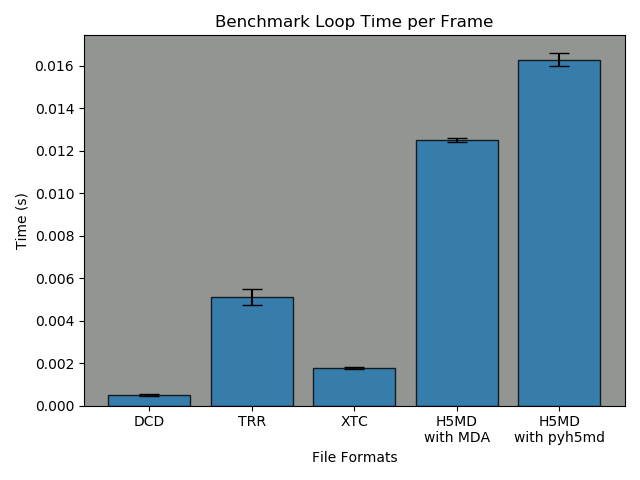 Benchmark Loop Time per Frame
Time (s)
0.016
0.014
0.012
0.010
0.008
0.006
0.004
0.002
0.000
DCD
TRR
XTC
H5MD
with MDA
H5MD
with pyh5md
File Formats